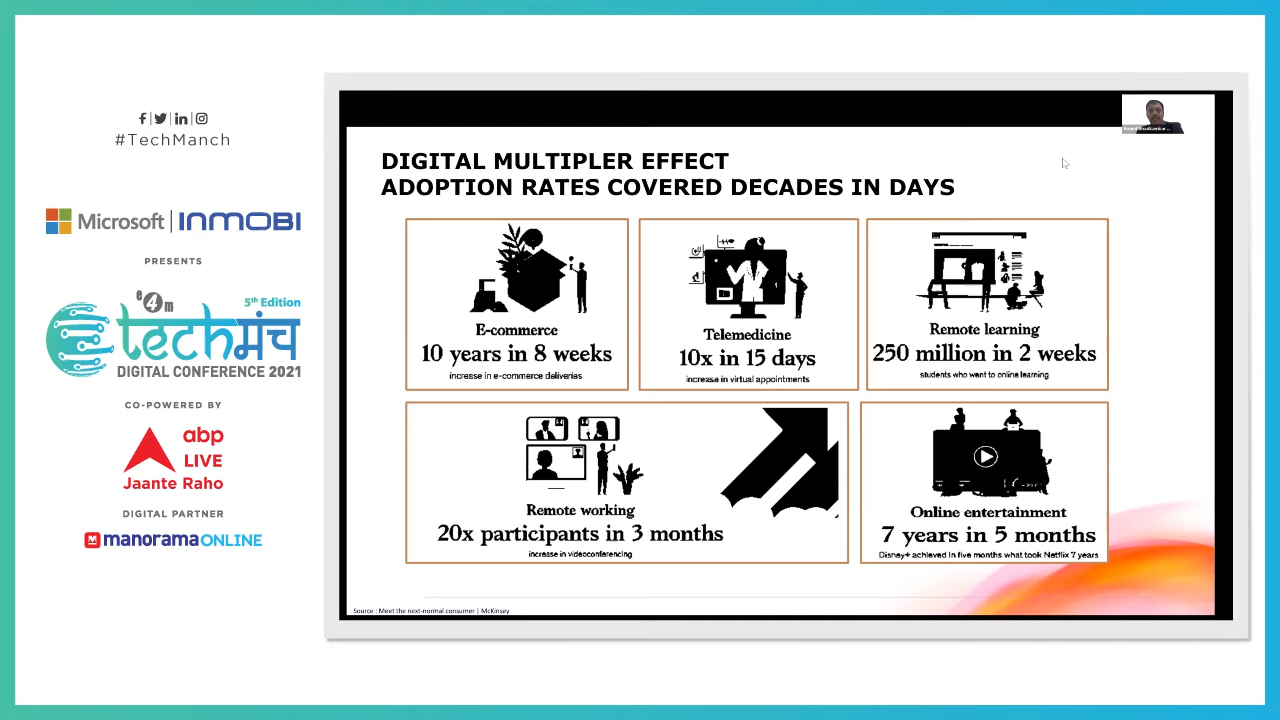 #TechManch
Microsoft | INMOBI
PRESENTS
e4m
5th Edition
techमंच
DIGITAL CONFERENCE 2021
CO-POWERED BY
abp
LIVE
Jaante Raho
DIGITAL PARTNER
manorama ONLINE
DIGITAL MULTIPLER EFFECT
ADOPTION RATES COVERED DECADES IN DAYS
E-commerce
10 years in 8 weeks
increase in e-commerce deliveries
Telemedicine
10x in 15 days
increase in virtual appointments
Remote learning
250 million in 2 weeks
students who want to online learning
Remote working
20x participants in 3 months
increase in videoconferencing
Online entertainment
7 years in 5 months
Disney+ achieved in five months what took Netflix 7 years
Source : Meet the next-normal consumer | McKinsey